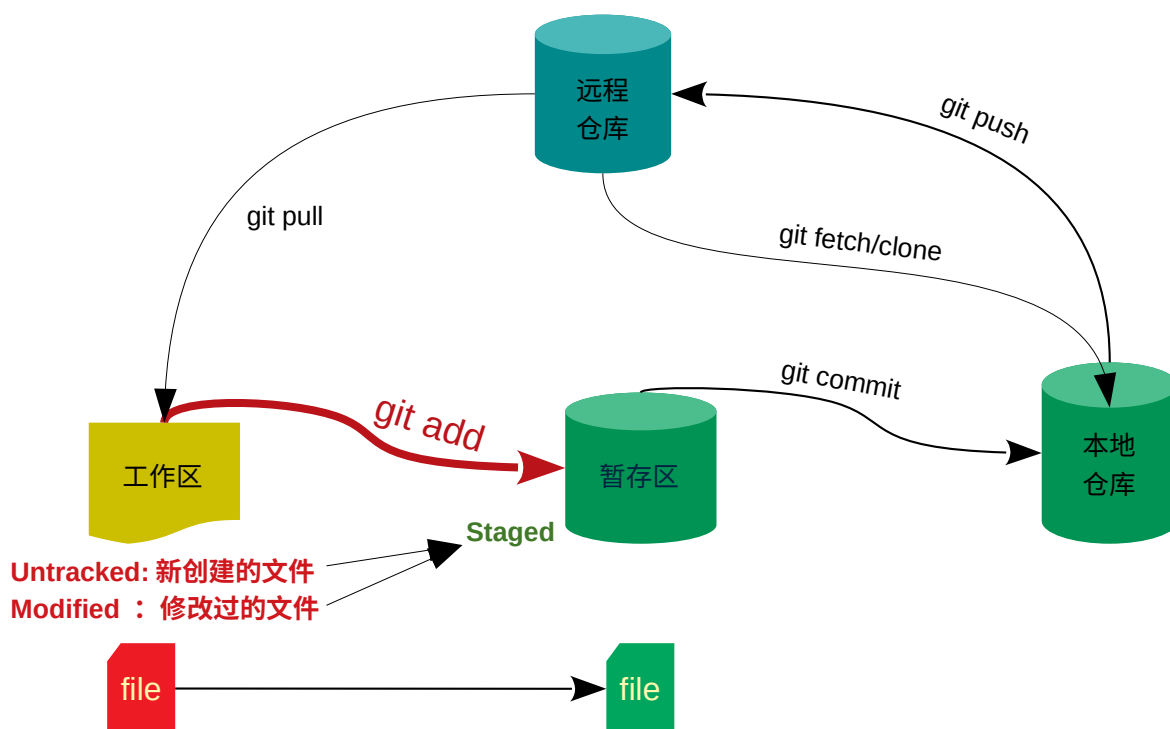 远程
仓库
git push
git pull
git fetch/clone
git commit
git add
工作区
暂存区
本地
仓库
Staged
Untracked: 新创建的文件
Modified ： 修改过的文件
file
file